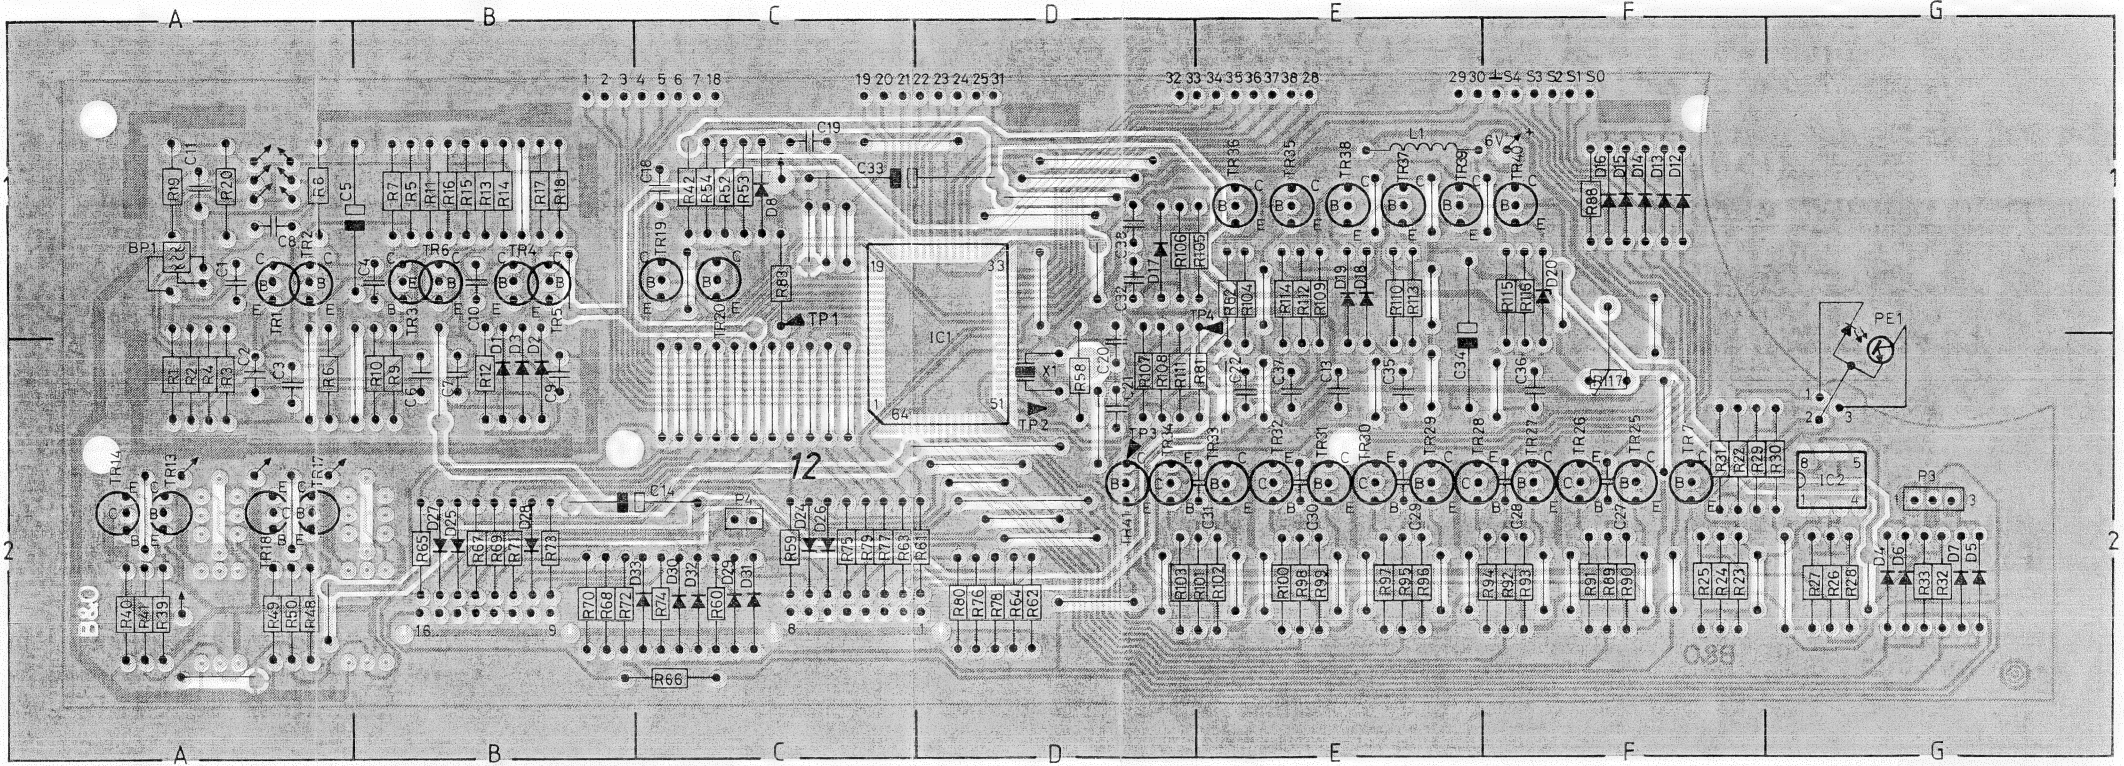 A B C D E F G
1 2 3 4 5 6 7 18 19 20 21 22 23 24 25 31 32 33 34 35 36 37 38 28 29 30 ⊥ S4 S3 S2 S1 S0
C11 C19 L1 6V +
TR36 TR35 TR38 TR37 TR39 TR40
D16 D15 D14 D13 D12
1 R19 R20 R8 C5 R7 R5 R11 R16 R15 R13 R14 R17 R18 C18 R42 R54 R52 R53 D8 C33 R88 1
C8 TR2 BP1 C1 C4 TR6 TR4 TR19 R83 C38 D17 R106 R105
19 33
TR1 TR3 C10 TR5 TR20 TP1 IC1 C32 R82 R104 R114 R112 R109 D19 D18 R110 R113 R115 R116 D20
TP4 PE1
R1 R2 R4 R3 C2 C3 R6 R10 R9 C6 C7 R12 D1 D3 D2 C9 X1 R58 C20 C21 R107 R108 R111 R81 C22 C37 C13 C35 C34 C36 R117
1 64 51 TP2 1 2 3
TR14 TR13 TR17 12 TP3 TR34 TR33 TR32 TR31 TR30 TR29 TR28 TR27 TR26 TR25 TR7 R31 R22 R29 R30
8 5 IC2 1 4 P3 1 3
C14 P4
TR18 TR41 C31 C30 C29 C28 C27
2 R65 D27 D25 R67 R69 R71 D28 R73 R59 D24 D26 R75 R79 R77 R63 R61 2
R40 R41 R39 R49 R50 R48 R70 R68 R72 D33 R74 D30 D32 R60 D29 D31 R80 R76 R78 R64 R62 R103 R101 R102 R100 R98 R99 R97 R95 R96 R94 R92 R93 R91 R89 R90 R25 R24 R23 R27 R26 R28 D4 D6 R33 R32 D7 D5
B&O 16 9 8 1
B&O
R66
A B C D E F G